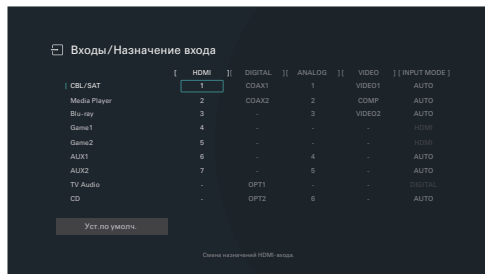 Входы/Назначение входа
[ HDMI ][ DIGITAL ][ ANALOG ][ VIDEO ][ INPUT MODE ]
CBL/SAT 1 COAX1 1 VIDEO1 AUTO
Media Player 2 COAX2 2 COMP AUTO
Blu-ray 3 - 3 VIDEO2 AUTO
Game1 4 - - - HDMI
Game2 5 - - - HDMI
AUX1 6 - 4 - AUTO
AUX2 7 - 5 - AUTO
TV Audio - OPT1 - - DIGITAL
CD - OPT2 6 - AUTO
Уст.по умолч.
Смена назначений HDMI-входа.